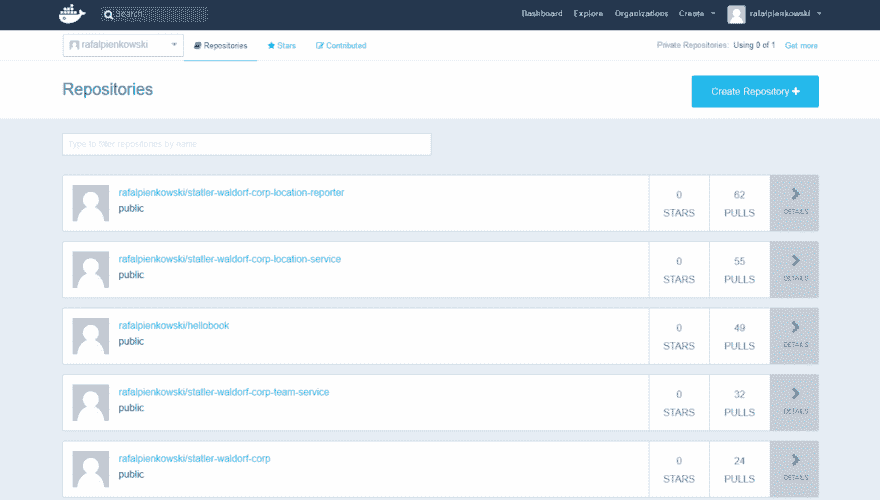 Search
Dashboard Explore Organizations Create rafalpienkowski
rafalpienkowski Repositories Stars Contributed Private Repositories: Using 0 of 1 Get more
Repositories
Create Repository
Type to filter repositories by name
rafalpienkowski/statler-waldorf-corp-location-reporter
public
0
STARS
62
PULLS
DETAILS
rafalpienkowski/statler-waldorf-corp-location-service
public
0
STARS
55
PULLS
DETAILS
rafalpienkowski/hellobook
public
0
STARS
49
PULLS
DETAILS
rafalpienkowski/statler-waldorf-corp-team-service
public
0
STARS
32
PULLS
DETAILS
rafalpienkowski/statler-waldorf-corp
public
0
STARS
24
PULLS
DETAILS